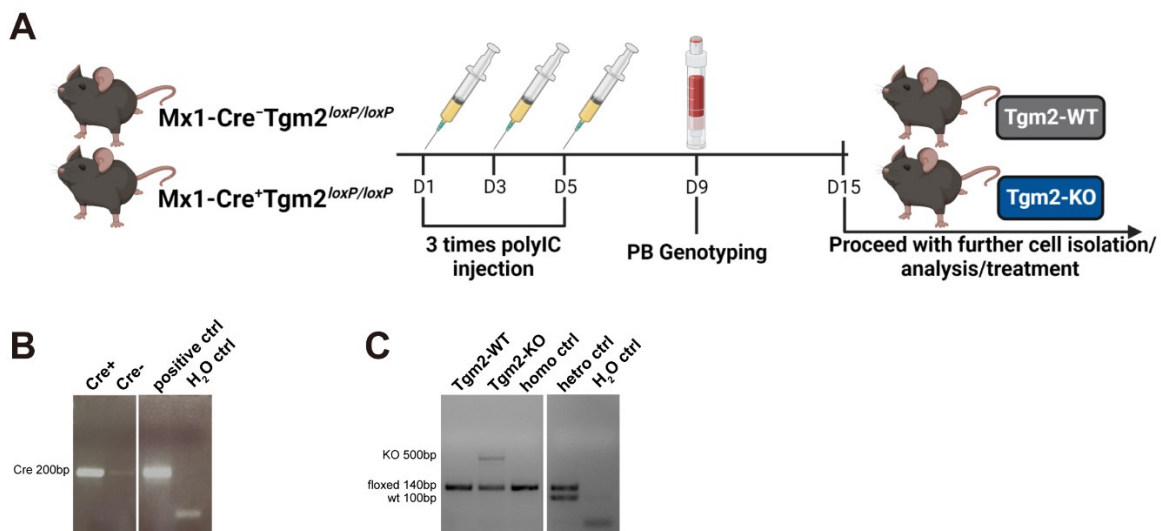 A
Mx1-Cre⁻Tgm2loxP/loxP
Mx1-Cre⁺Tgm2loxP/loxP
D1
D3
D5
D9
D15
3 times polyIC
injection
PB Genotyping
Tgm2-WT
Tgm2-KO
Proceed with further cell isolation/
analysis/treatment
B
Cre+
Cre-
positive ctrl
H₂O ctrl
Cre 200bp
C
Tgm2-WT
Tgm2-KO
homo ctrl
hetro ctrl
H₂O ctrl
KO 500bp
floxed 140bp
wt 100bp